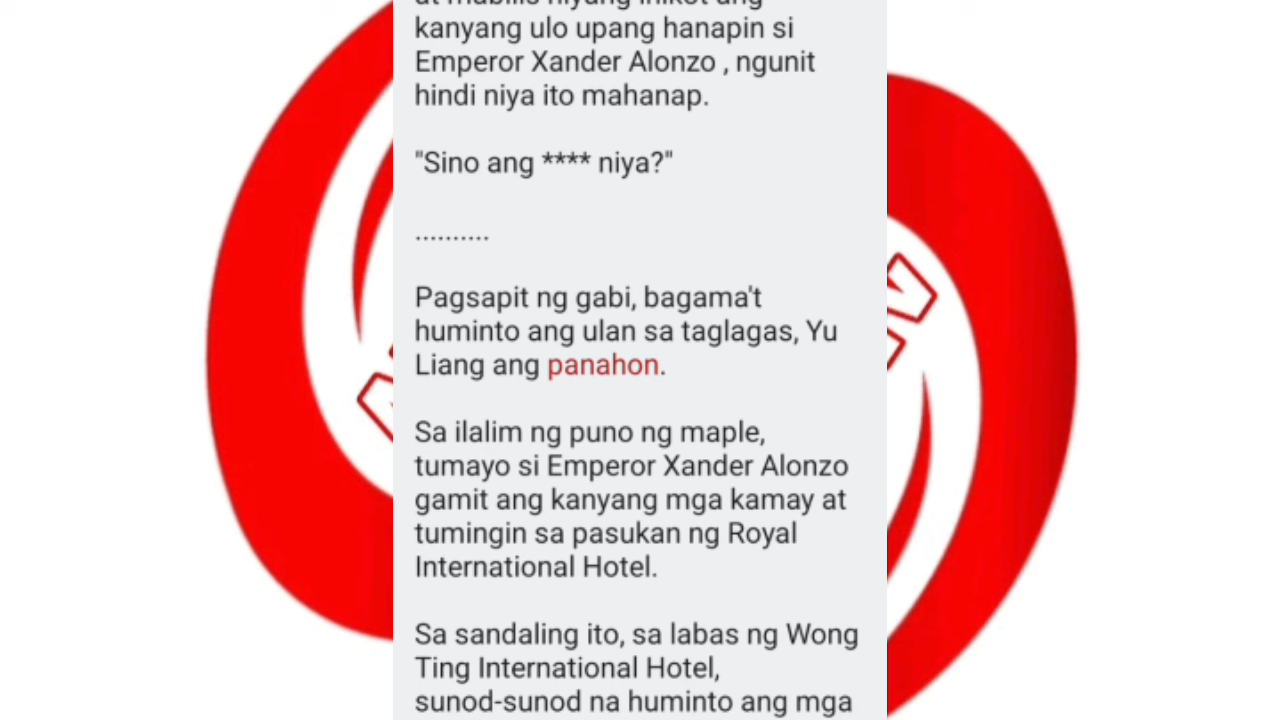 kanyang ulo upang hanapin si
Emperor Xander Alonzo , ngunit
hindi niya ito mahanap.
"Sino ang **** niya?"
..........
Pagsapit ng gabi, bagama't
huminto ang ulan sa taglagas, Yu
Liang ang panahon.
Sa ilalim ng puno ng maple,
tumayo si Emperor Xander Alonzo
gamit ang kanyang mga kamay at
tumingin sa pasukan ng Royal
International Hotel.
Sa sandaling ito, sa labas ng Wong
Ting International Hotel,
sunod-sunod na huminto ang mga